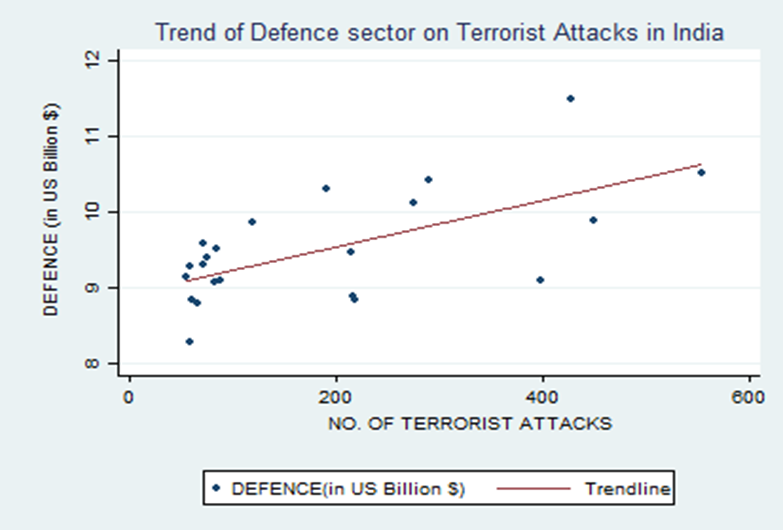 Trend of Defence sector on Terrorist Attacks in India
DEFENCE (in US Billion $)
12
11
10
9
8
0 200 400 600
NO. OF TERRORIST ATTACKS
DEFENCE(in US Billion $) Trendline